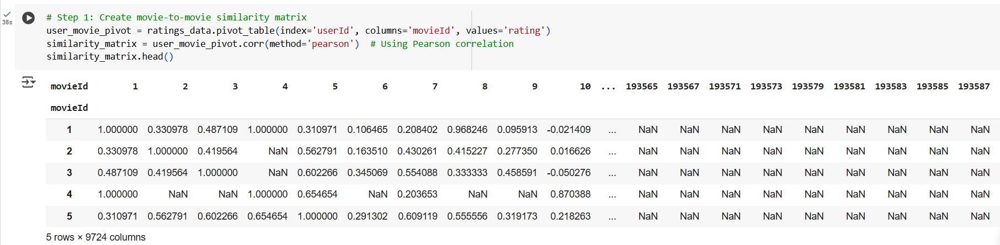 # Step 1: Create movie-to-movie similarity matrix
38s
user_movie_pivot = ratings_data.pivot_table(index='userId', columns='movieId', values='rating')
similarity_matrix = user_movie_pivot.corr(method='pearson')  # Using Pearson correlation
similarity_matrix.head()
movieId 1 2 3 4 5 6 7 8 9 10 ... 193565 193567 193571 193573 193579 193581 193583 193585 193587
movieId
1 1.000000 0.330978 0.487109 1.000000 0.310971 0.106465 0.208402 0.968246 0.095913 -0.021409 ... NaN NaN NaN NaN NaN NaN NaN NaN NaN
2 0.330978 1.000000 0.419564 NaN 0.562791 0.163510 0.430261 0.415227 0.277350 0.016626 ... NaN NaN NaN NaN NaN NaN NaN NaN NaN
3 0.487109 0.419564 1.000000 NaN 0.602266 0.345069 0.554088 0.333333 0.458591 -0.050276 ... NaN NaN NaN NaN NaN NaN NaN NaN NaN
4 1.000000 NaN NaN 1.000000 0.654654 NaN 0.203653 NaN NaN 0.870388 ... NaN NaN NaN NaN NaN NaN NaN NaN NaN
5 0.310971 0.562791 0.602266 0.654654 1.000000 0.291302 0.609119 0.555556 0.319173 0.218263 ... NaN NaN NaN NaN NaN NaN NaN NaN NaN
5 rows × 9724 columns